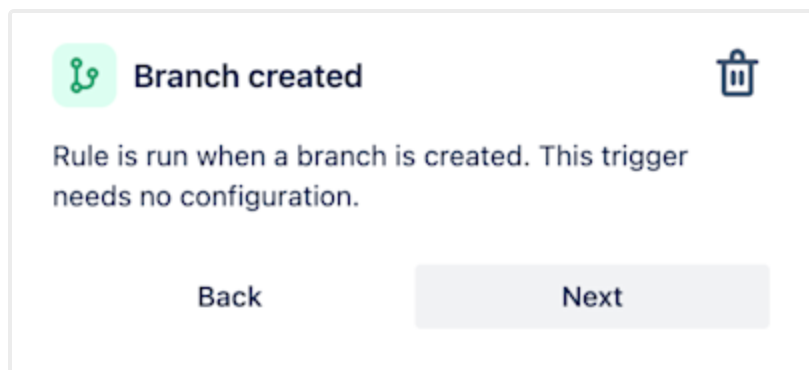 Branch created
Rule is run when a branch is created. This trigger
needs no configuration.
Back
Next